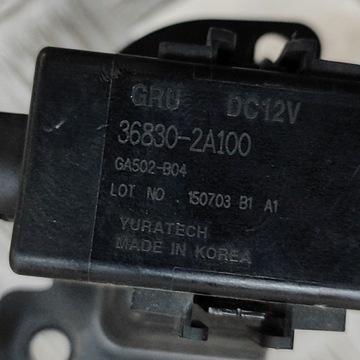 GRU DC12V
36830-2A100
GA502-B04
LOT NO 150703 B1 A1
YURATECH
MADE IN KOREA